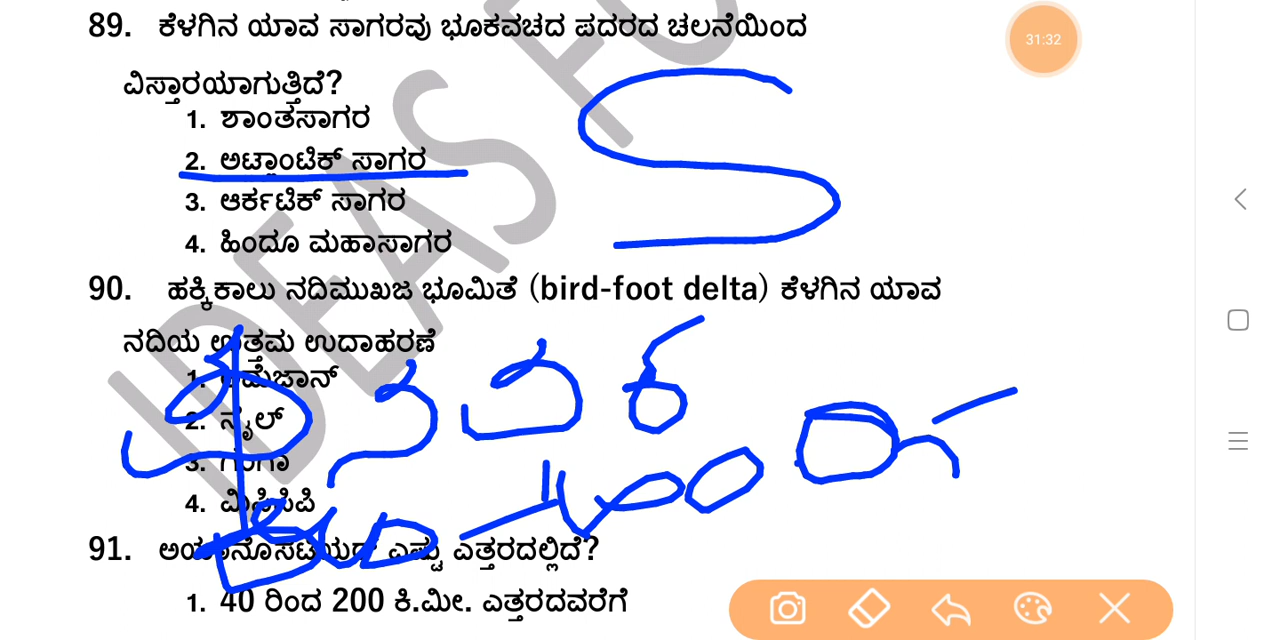 89. ಕೆಳಗಿನ ಯಾವ ಸಾಗರವು ಭೂಕವಚದ ಪದರದ ಚಲನೆಯಿಂದ
31:32
ವಿಸ್ತಾರಯಾಗುತ್ತಿದೆ?
1. ಶಾಂತಸಾಗರ
2. ಅಟ್ಲಾಂಟಿಕ್ ಸಾಗರ
3. ಆರ್ಕಟಿಕ್ ಸಾಗರ
4. ಹಿಂದೂ ಮಹಾಸಾಗರ
90. ಹಕ್ಕಿಕಾಲು ನದಿಮುಖಜ ಭೂಮಿತೆ (bird-foot delta) ಕೆಳಗಿನ ಯಾವ
ನದಿಯ ಉತ್ತಮ ಉದಾಹರಣೆ
1. ಅಮೆಜಾನ್
2. ನೈಲ್
3. ಗಂಗಾ
4. ಮಿಸಿಸಿಪಿ
91. ಎಷ್ಟು ಎತ್ತರದಲ್ಲಿದೆ?
1. 40 ರಿಂದ 200 ಕಿ.ಮೀ. ಎತ್ತರದವರೆಗೆ
IDEAS FO